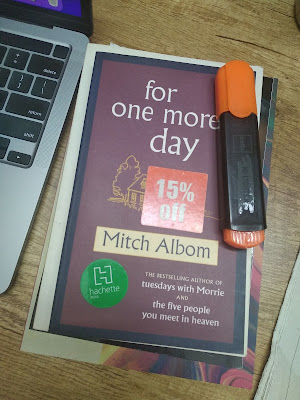 for
one more
day
15%
off
Mitch Albom
THE BESTSELLING AUTHOR OF
tuesdays with Morrie
AND
the five people
you meet in heaven
hachette
delete
return
shift